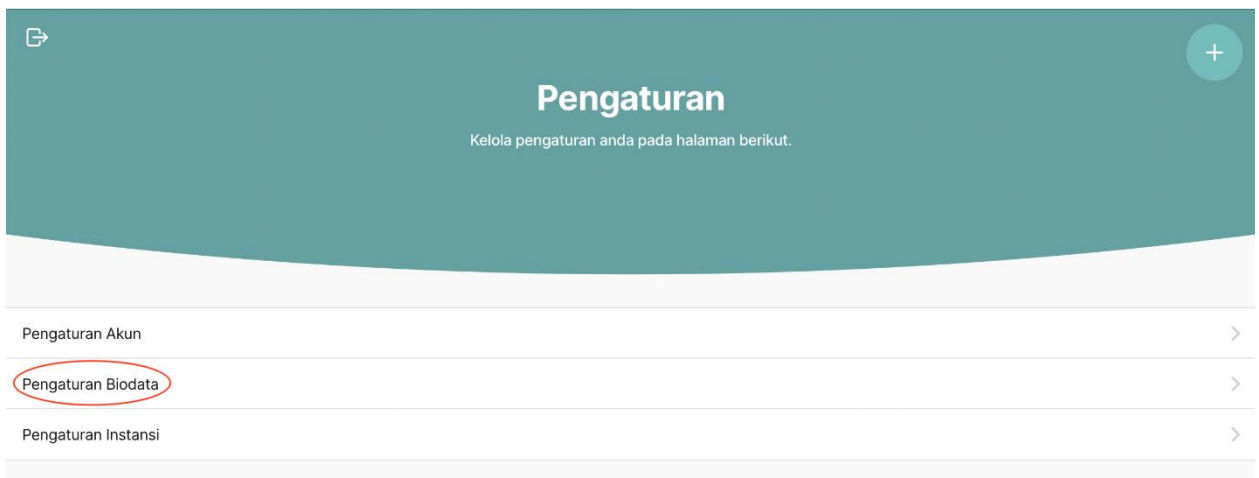 Pengaturan
Kelola pengaturan anda pada halaman berikut.
Pengaturan Akun
Pengaturan Biodata
Pengaturan Instansi